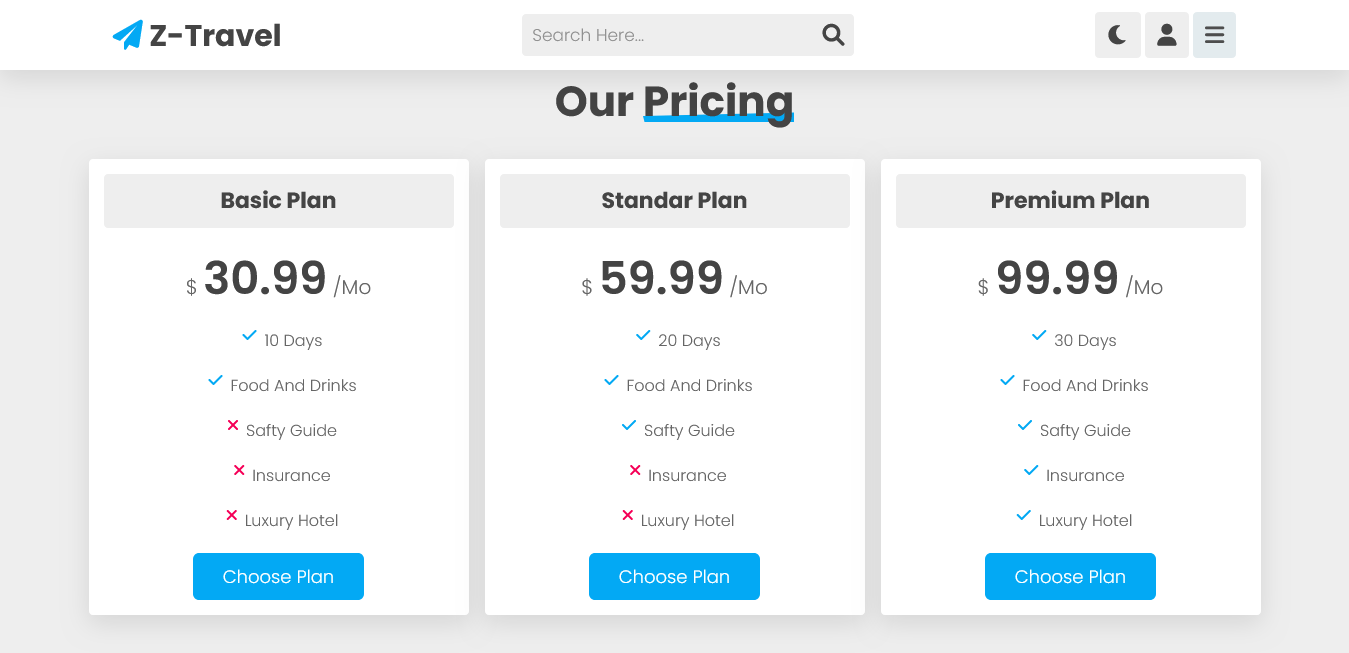 Z-Travel
Search Here...
Our Pricing
Basic Plan
$ 30.99 /Mo
10 Days
Food And Drinks
Safty Guide
Insurance
Luxury Hotel
Choose Plan
Standar Plan
$ 59.99 /Mo
20 Days
Food And Drinks
Safty Guide
Insurance
Luxury Hotel
Choose Plan
Premium Plan
$ 99.99 /Mo
30 Days
Food And Drinks
Safty Guide
Insurance
Luxury Hotel
Choose Plan